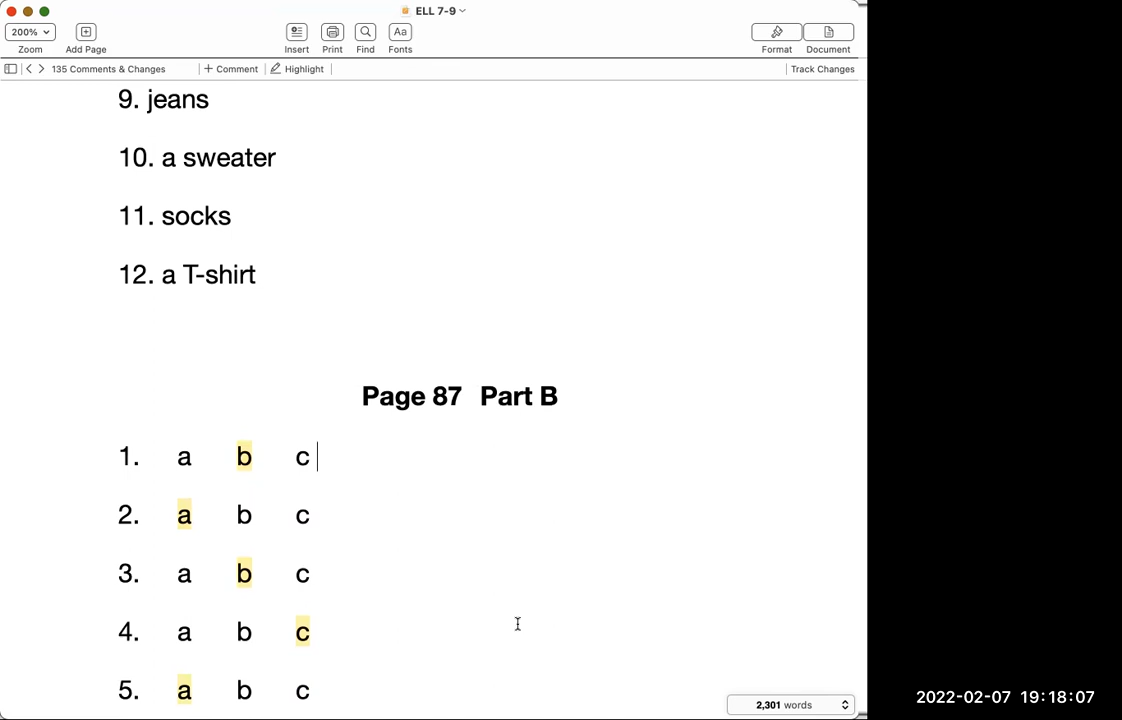 ELL 7-9
200%
Zoom
Add Page
Insert
Print
Find
Aa
Fonts
Format
Document
135 Comments & Changes
+ Comment
Highlight
Track Changes
9. jeans
10. a sweater
11. socks
12. a T-shirt
Page 87 Part B
1. a b c
2. a b c
3. a b c
4. a b c
5. a b c
2,301 words
2022-02-07 19:18:07